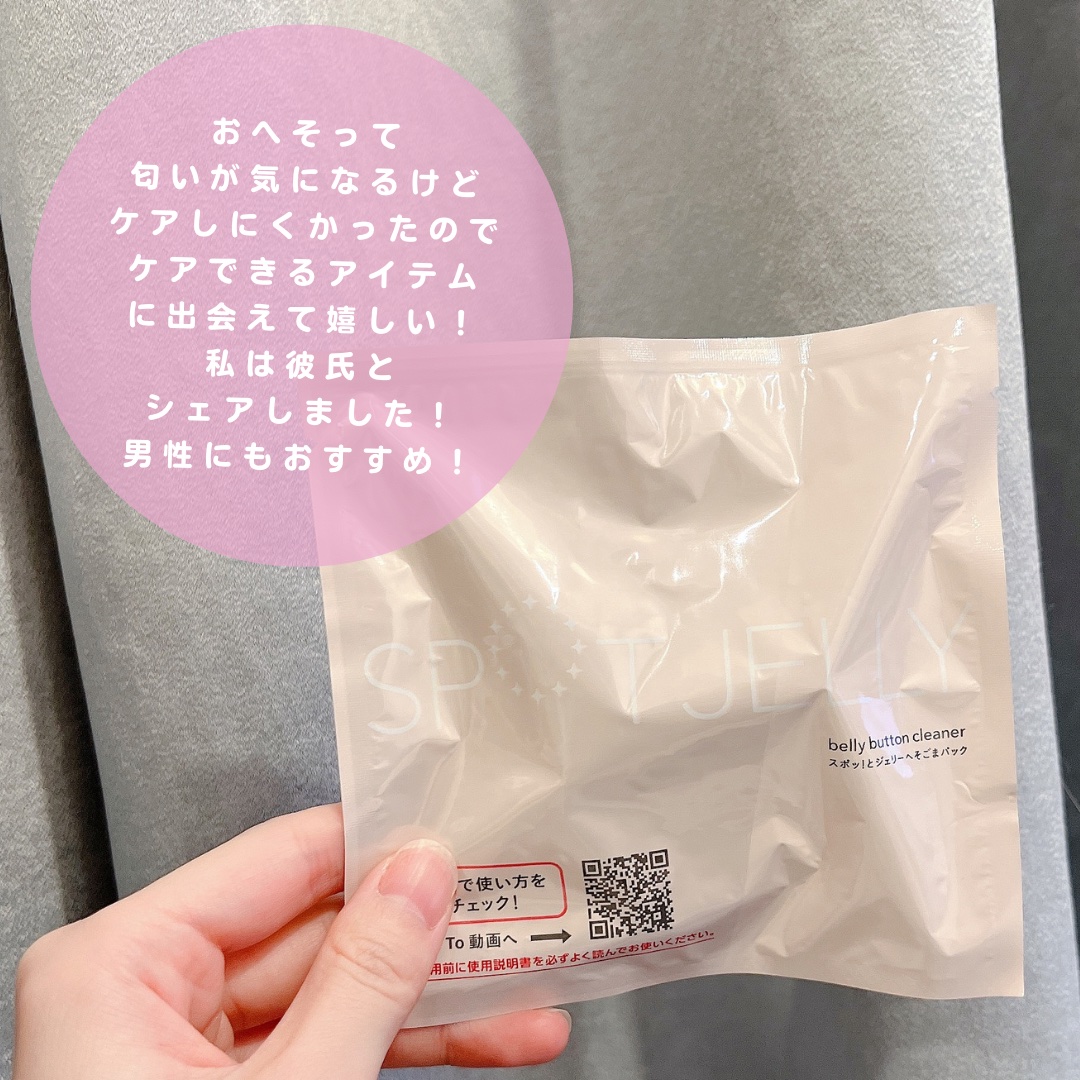 おへそって
匂いが気になるけど
ケアしにくかったので
ケアできるアイテム
に出会えて嬉しい！
私は彼氏と
シェアしました！
男性にもおすすめ！
SPOT JELLY
belly button cleaner
スポッ!とジェリーへそごまパック
で使い方を
チェック!
To 動画へ
用前に使用説明書を必ずよく読んでお使いください。